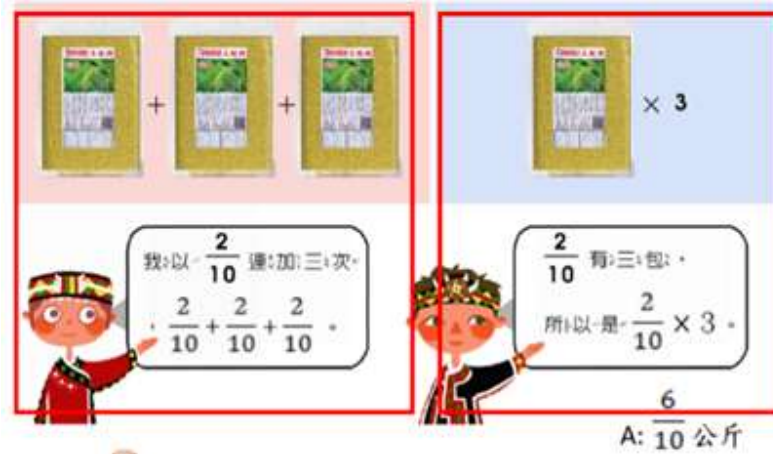 + +
× 3
我以 2/10 連加三次。
2/10 + 2/10 + 2/10 。
2/10 有三包，
所以是 2/10 × 3 。
A: 6/10 公斤